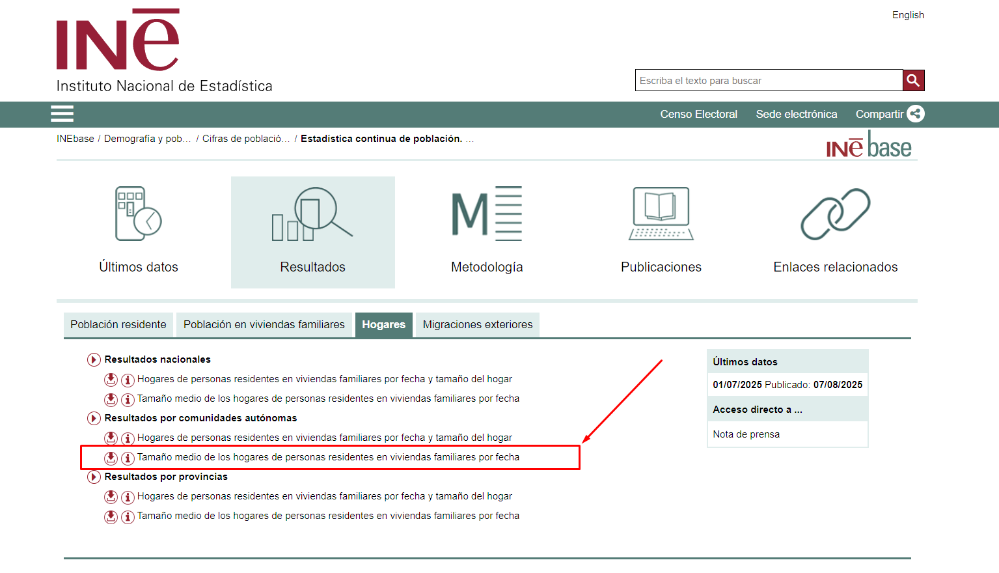 INe
Instituto Nacional de Estadística
English
Escriba el texto para buscar
Censo Electoral Sede electrónica Compartir
INEbase / Demografía y pob... / Cifras de població... / Estadística continua de población. ...
INe base
M
Últimos datos Resultados Metodología Publicaciones Enlaces relacionados
Población residente Población en viviendas familiares Hogares Migraciones exteriores
Resultados nacionales
Hogares de personas residentes en viviendas familiares por fecha y tamaño del hogar
Tamaño medio de los hogares de personas residentes en viviendas familiares por fecha
Resultados por comunidades autónomas
Hogares de personas residentes en viviendas familiares por fecha y tamaño del hogar
Tamaño medio de los hogares de personas residentes en viviendas familiares por fecha
Resultados por provincias
Hogares de personas residentes en viviendas familiares por fecha y tamaño del hogar
Tamaño medio de los hogares de personas residentes en viviendas familiares por fecha
Últimos datos
01/07/2025 Publicado: 07/08/2025
Acceso directo a ...
Nota de prensa